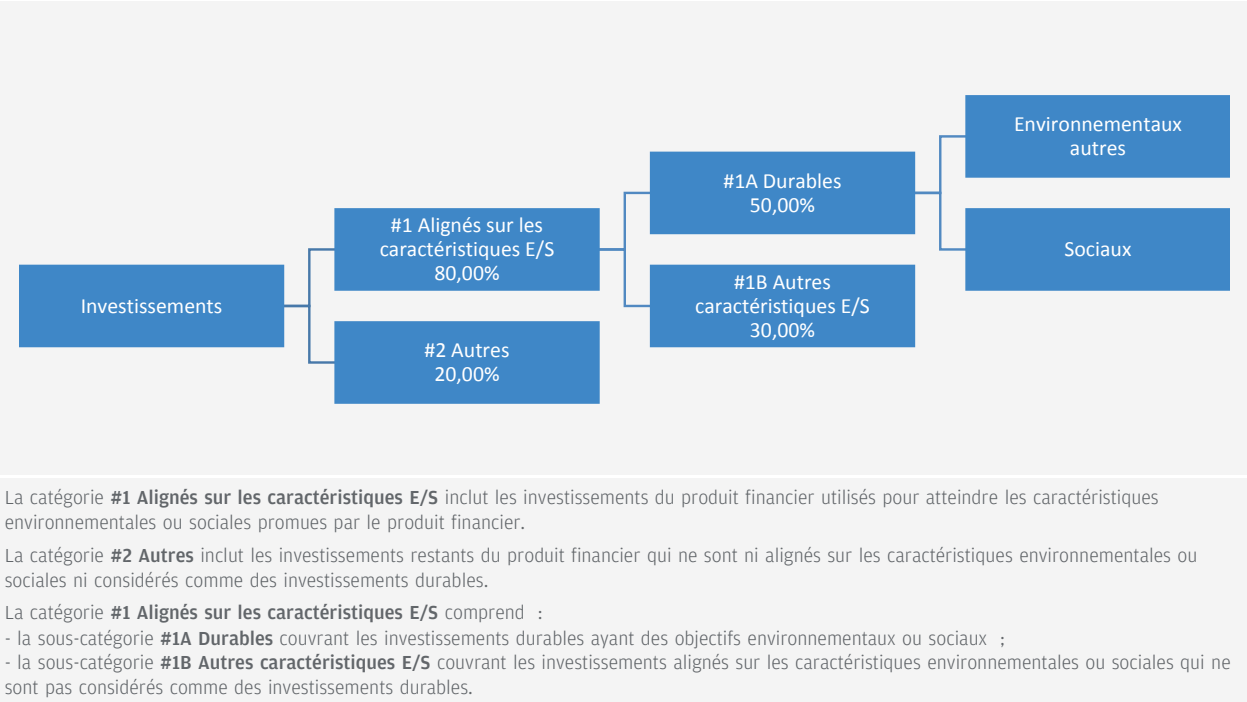 Investissements
#1 Alignés sur les
caractéristiques E/S
80,00%
#2 Autres
20,00%
#1A Durables
50,00%
#1B Autres
caractéristiques E/S
30,00%
Environnementaux
autres
Sociaux
La catégorie #1 Alignés sur les caractéristiques E/S inclut les investissements du produit financier utilisés pour atteindre les caractéristiques
environnementales ou sociales promues par le produit financier.
La catégorie #2 Autres inclut les investissements restants du produit financier qui ne sont ni alignés sur les caractéristiques environnementales ou
sociales ni considérés comme des investissements durables.
La catégorie #1 Alignés sur les caractéristiques E/S comprend :
- la sous-catégorie #1A Durables couvrant les investissements durables ayant des objectifs environnementaux ou sociaux ;
- la sous-catégorie #1B Autres caractéristiques E/S couvrant les investissements alignés sur les caractéristiques environnementales ou sociales qui ne
sont pas considérés comme des investissements durables.